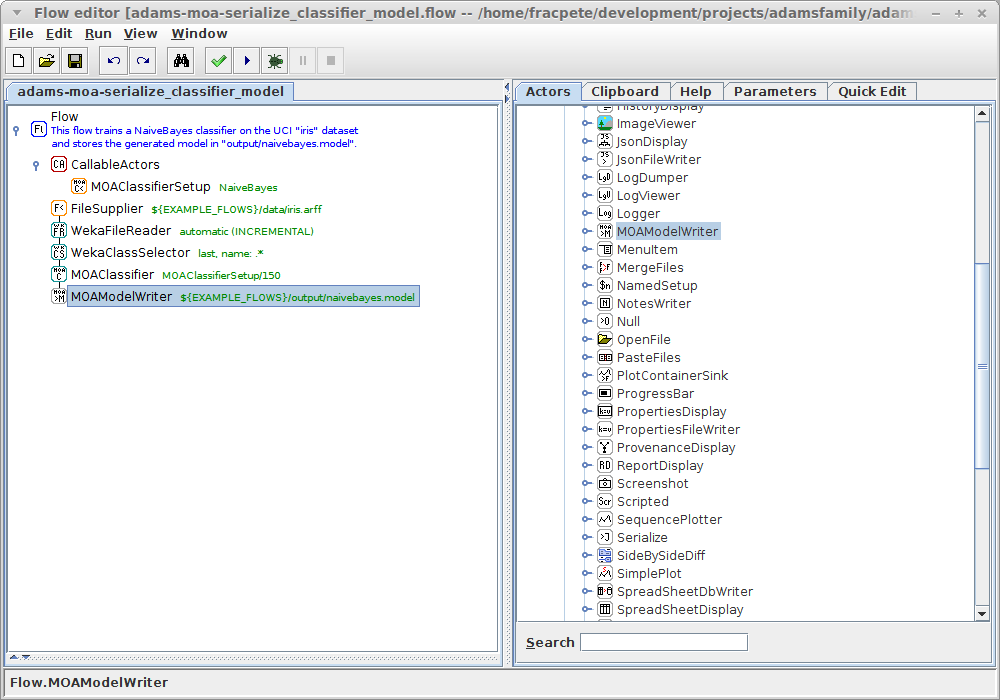 Flow editor [adams-moa-serialize_classifier_model.flow -- /home/fracpete/development/projects/adamsfamily/adam
File Edit Run View Window
adams-moa-serialize_classifier_model
Flow
This flow trains a NaiveBayes classifier on the UCI "iris" dataset
and stores the generated model in "output/naivebayes.model".
CallableActors
MOAClassifierSetup NaiveBayes
FileSupplier ${EXAMPLE_FLOWS}/data/iris.arff
WekaFileReader automatic (INCREMENTAL)
WekaClassSelector last, name: .*
MOAClassifier MOAClassifierSetup/150
MOAModelWriter ${EXAMPLE_FLOWS}/output/naivebayes.model
Actors Clipboard Help Parameters Quick Edit
HistoryDisplay
ImageViewer
JsonDisplay
JsonFileWriter
LogDumper
LogViewer
Logger
MOAModelWriter
MenuItem
MergeFiles
NamedSetup
NotesWriter
Null
OpenFile
PasteFiles
PlotContainerSink
ProgressBar
PropertiesDisplay
PropertiesFileWriter
ProvenanceDisplay
ReportDisplay
Screenshot
Scripted
SequencePlotter
Serialize
SideBySideDiff
SimplePlot
SpreadSheetDbWriter
SpreadSheetDisplay
Search
Flow.MOAModelWriter